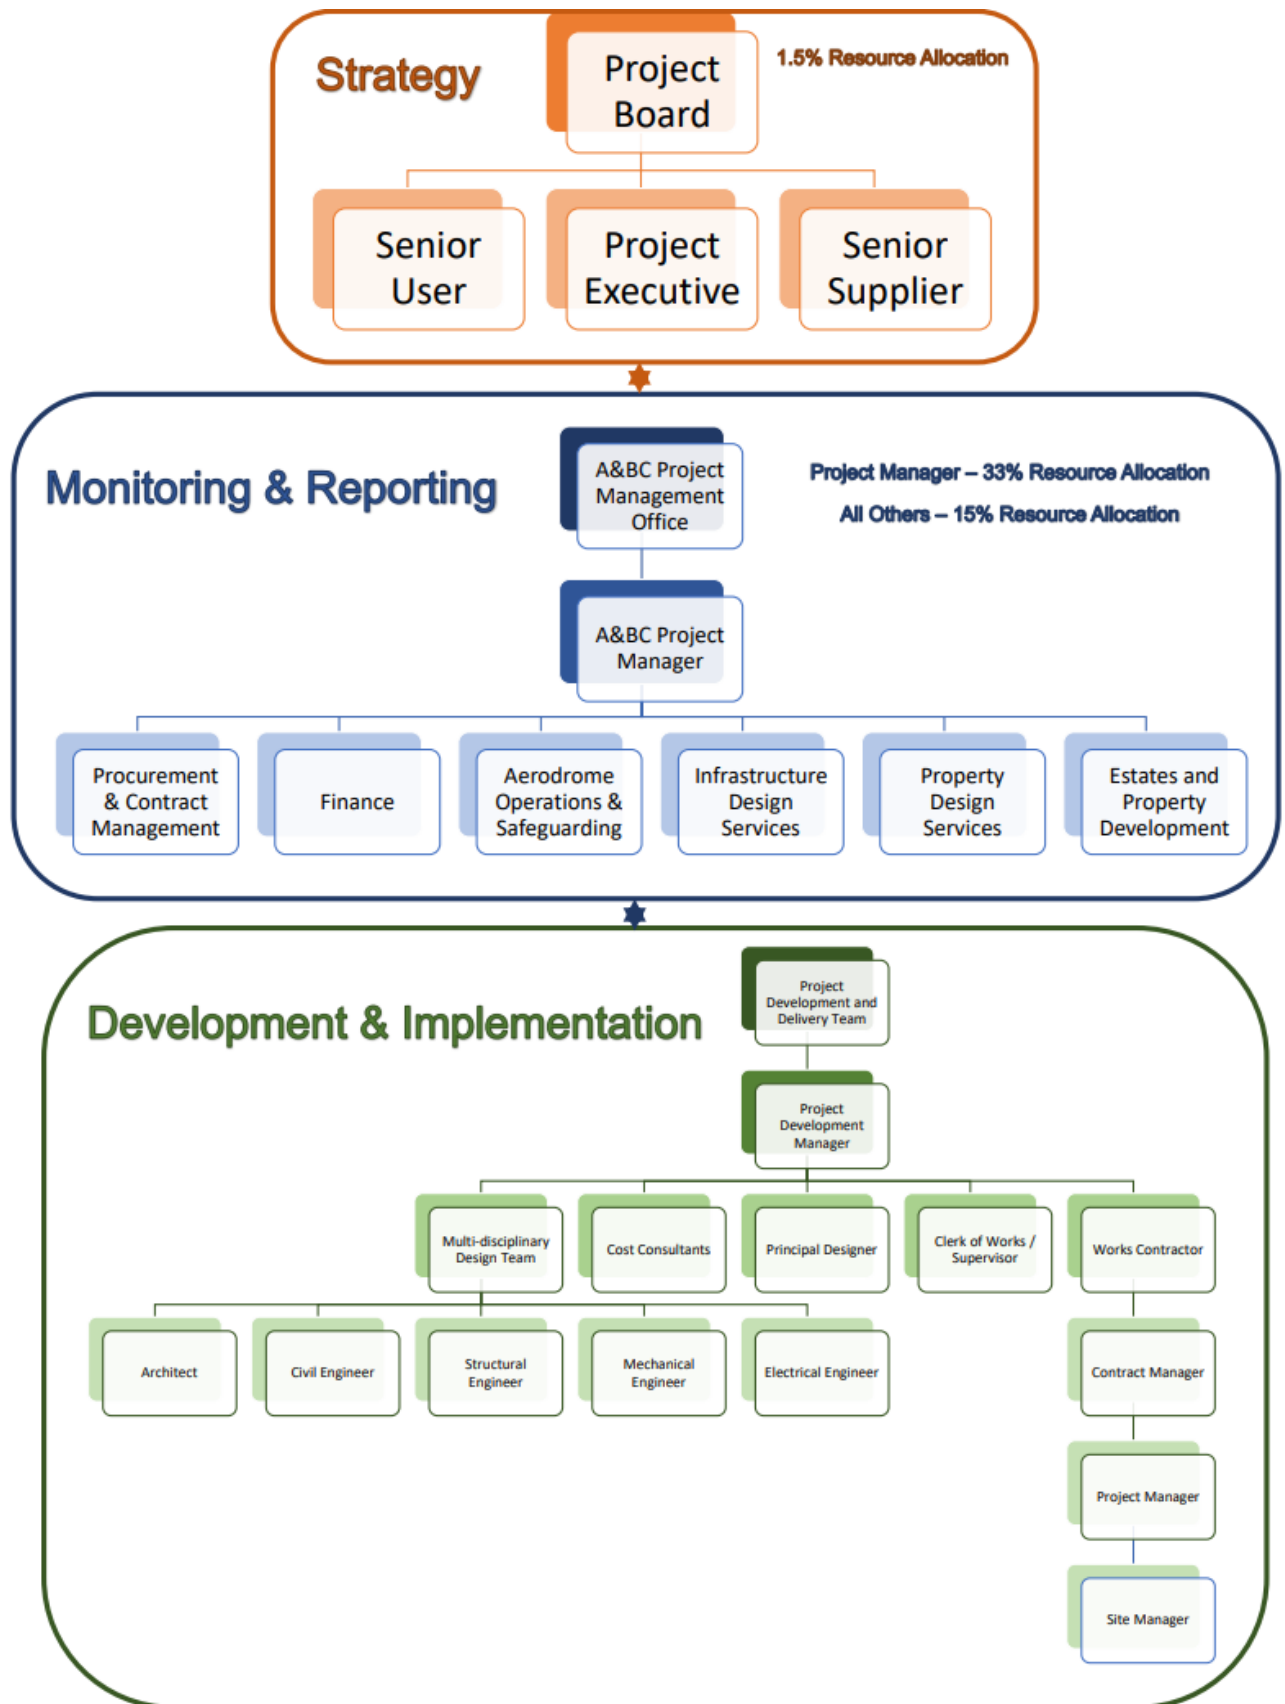 Strategy
Project
Board
1.5% Resource Allocation
Senior
User
Project
Executive
Senior
Supplier
Monitoring & Reporting
A&BC Project
Management
Office
Project Manager – 33% Resource Allocation
All Others – 15% Resource Allocation
A&BC Project
Manager
Procurement
& Contract
Management
Finance
Aerodrome
Operations &
Safeguarding
Infrastructure
Design
Services
Property
Design
Services
Estates and
Property
Development
Development & Implementation
Project
Development and
Delivery Team
Project
Development
Manager
Multi-disciplinary
Design Team
Cost Consultants
Principal Designer
Clerk of Works /
Supervisor
Works Contractor
Architect
Civil Engineer
Structural
Engineer
Mechanical
Engineer
Electrical Engineer
Contract Manager
Project Manager
Site Manager